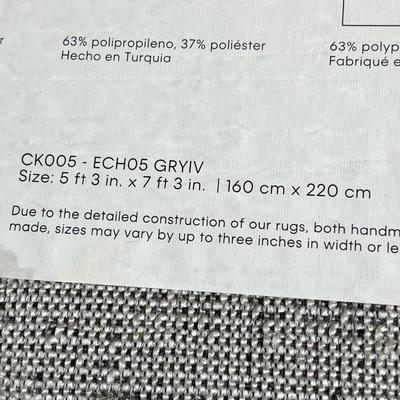 r
63% polipropileno, 37% poliéster
Hecho en Turquia
63% polyp
Fabriqué e
CK005 - ECH05 GRYIV
Size: 5 ft 3 in. x 7 ft 3 in. | 160 cm x 220 cm
Due to the detailed construction of our rugs, both handm
made, sizes may vary by up to three inches in width or le